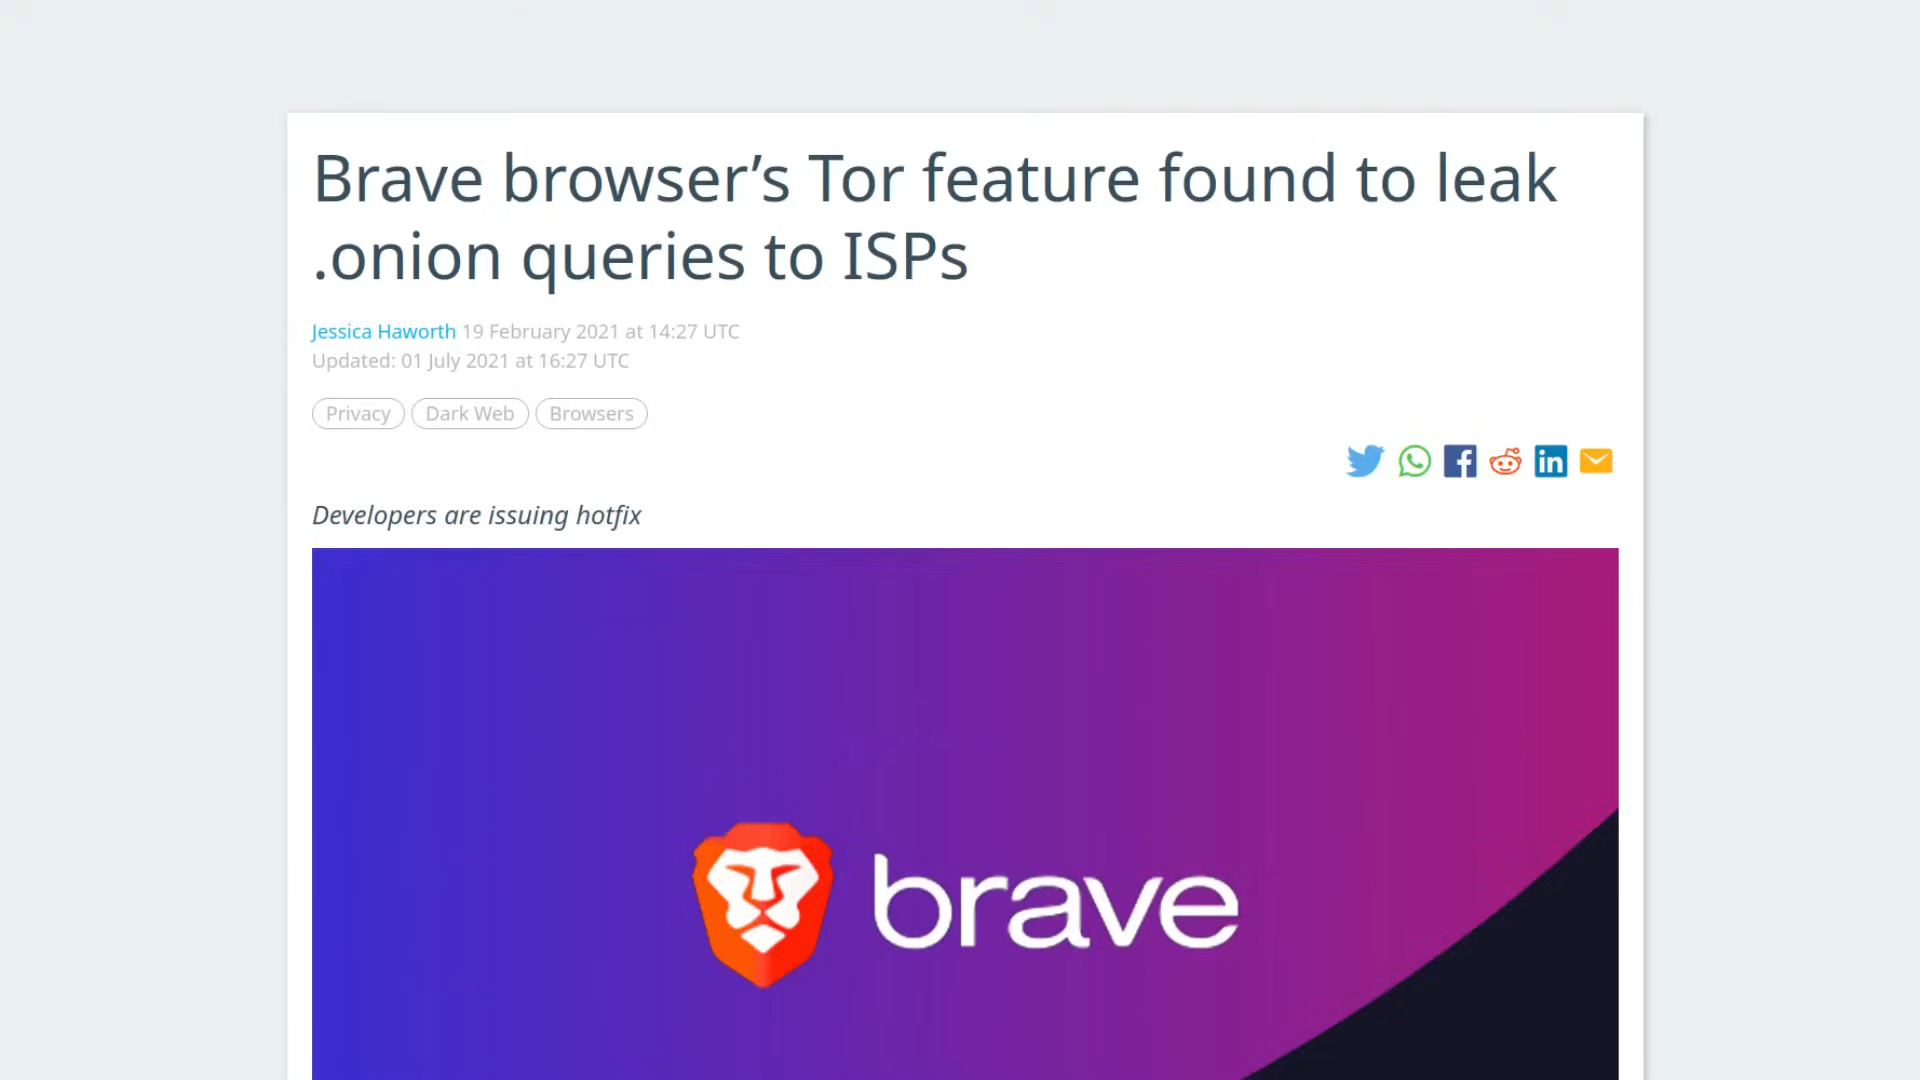 Brave browser’s Tor feature found to leak
.onion queries to ISPs
Jessica Haworth 19 February 2021 at 14:27 UTC
Updated: 01 July 2021 at 16:27 UTC
Privacy Dark Web Browsers
Developers are issuing hotfix
brave